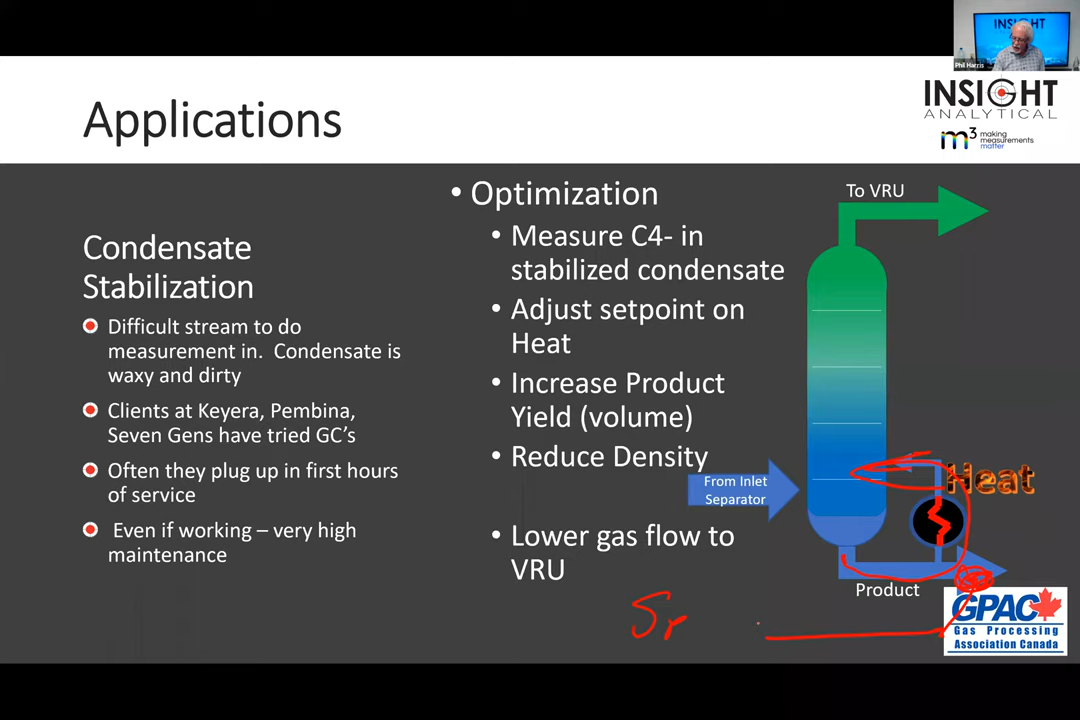 Phil Harris
INSIGHT
INSIGHT
ANALYTICAL
m³ making
measurements
matter
Applications
Condensate
Stabilization
Difficult stream to do
measurement in.  Condensate is
waxy and dirty
Clients at Keyera, Pembina,
Seven Gens have tried GC's
Often they plug up in first hours
of service
Even if working – very high
maintenance
• Optimization
• Measure C4- in
stabilized condensate
• Adjust setpoint on
Heat
• Increase Product
Yield (volume)
• Reduce Density
• Lower gas flow to
VRU
To VRU
From Inlet
Separator
Heat
Product
Sr
GPAC
Gas Processing
Association Canada